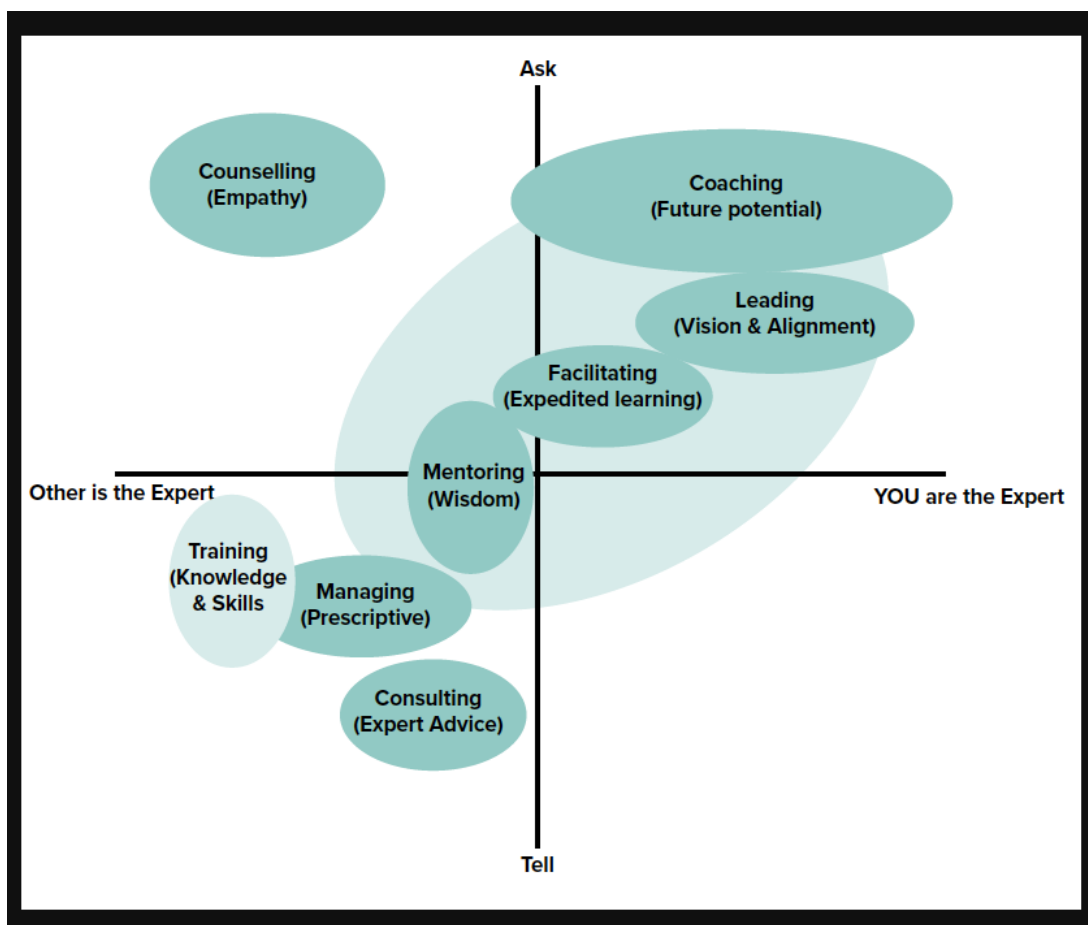 Ask
Counselling
(Empathy)
Coaching
(Future potential)
Leading
(Vision & Alignment)
Facilitating
(Expedited learning)
Mentoring
(Wisdom)
Other is the Expert
YOU are the Expert
Training
(Knowledge
& Skills
Managing
(Prescriptive)
Consulting
(Expert Advice)
Tell